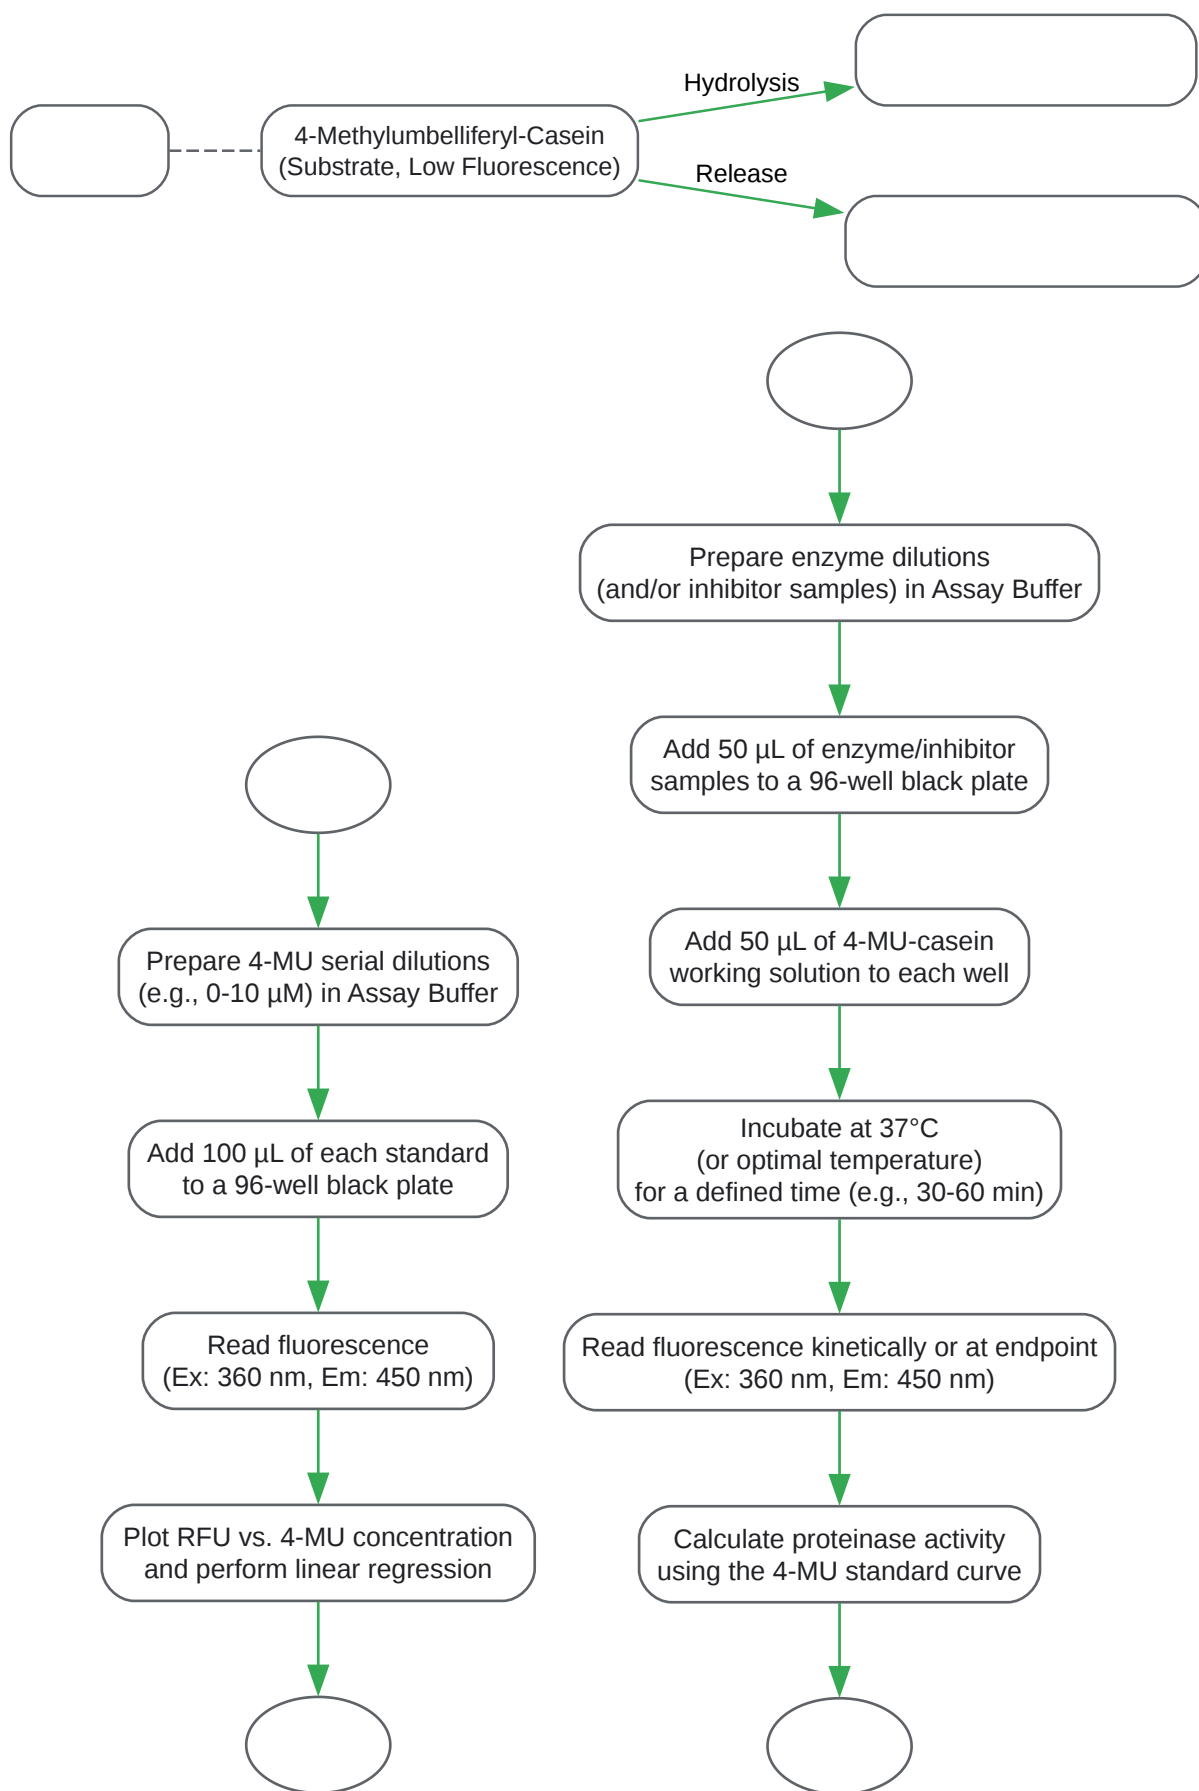 Hydrolysis
4-Methylumbelliferyl-Casein
(Substrate, Low Fluorescence)
Release
Prepare enzyme dilutions
(and/or inhibitor samples) in Assay Buffer
Add 50 µL of enzyme/inhibitor
samples to a 96-well black plate
Add 50 µL of 4-MU-casein
working solution to each well
Incubate at 37°C
(or optimal temperature)
for a defined time (e.g., 30-60 min)
Read fluorescence kinetically or at endpoint
(Ex: 360 nm, Em: 450 nm)
Calculate proteinase activity
using the 4-MU standard curve
Prepare 4-MU serial dilutions
(e.g., 0-10 µM) in Assay Buffer
Add 100 µL of each standard
to a 96-well black plate
Read fluorescence
(Ex: 360 nm, Em: 450 nm)
Plot RFU vs. 4-MU concentration
and perform linear regression